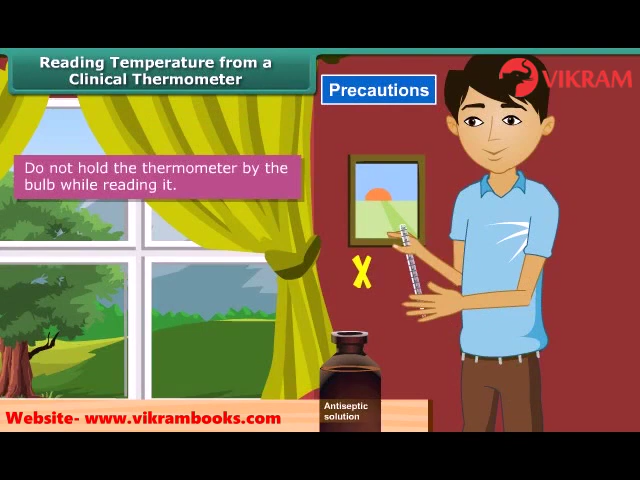 Reading Temperature from a
Clinical Thermometer
Precautions
VIKRAM
Do not hold the thermometer by the
bulb while reading it.
X
Antiseptic
solution
Website- www.vikrambooks.com